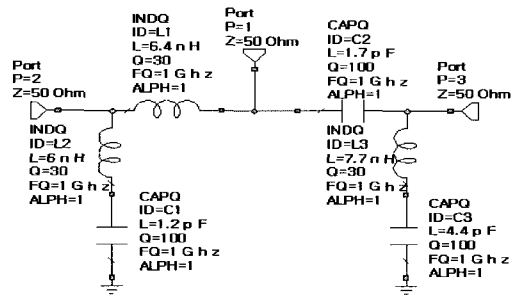 INDQ
ID=L1
L=6.4 n H
Q=30
FQ=1 G h z
ALPH=1
Port
P=1
Z=50 Ohm
CAPQ
ID=C2
L=1.7 p F
Q=100
FQ=1 G h z
ALPH=1
Port
P=2
Z=50 Ohm
Port
P=3
Z=50 Ohm
INDQ
ID=L2
L=6 n H
Q=30
FQ=1 G h z
ALPH=1
INDQ
ID=L3
L=7.7 n H
Q=30
FQ=1 G h z
ALPH=1
CAPQ
ID=C1
L=1.2 p F
Q=100
FQ=1 G h z
ALPH=1
CAPQ
ID=C3
L=4.4 p F
Q=100
FQ=1 G h z
ALPH=1